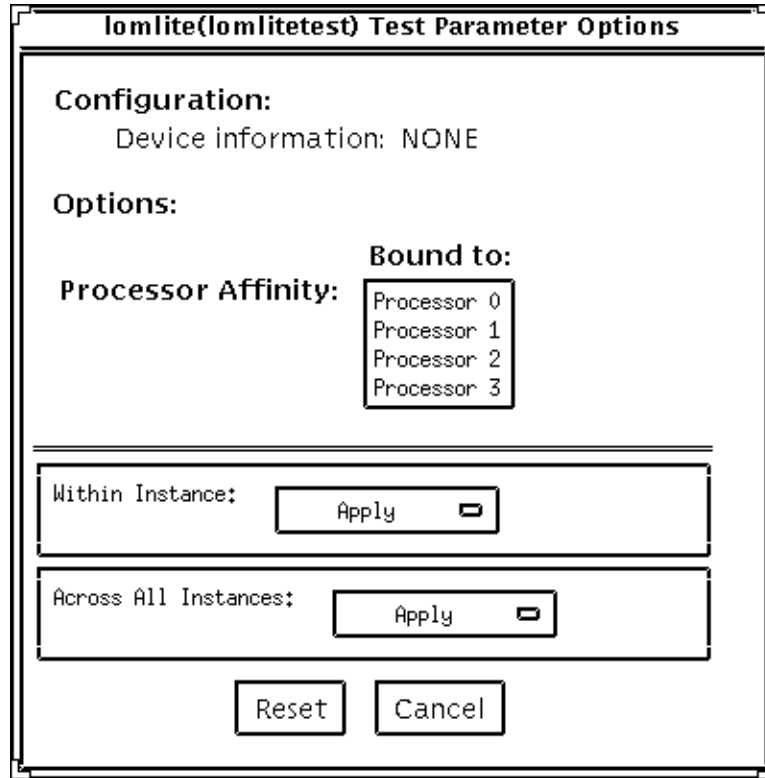 lomlite(lomlitetest) Test Parameter Options
Configuration:
Device information: NONE
Options:
Bound to:
Processor Affinity:
Processor 0
Processor 1
Processor 2
Processor 3
Within Instance: Apply
Across All Instances: Apply
Reset Cancel